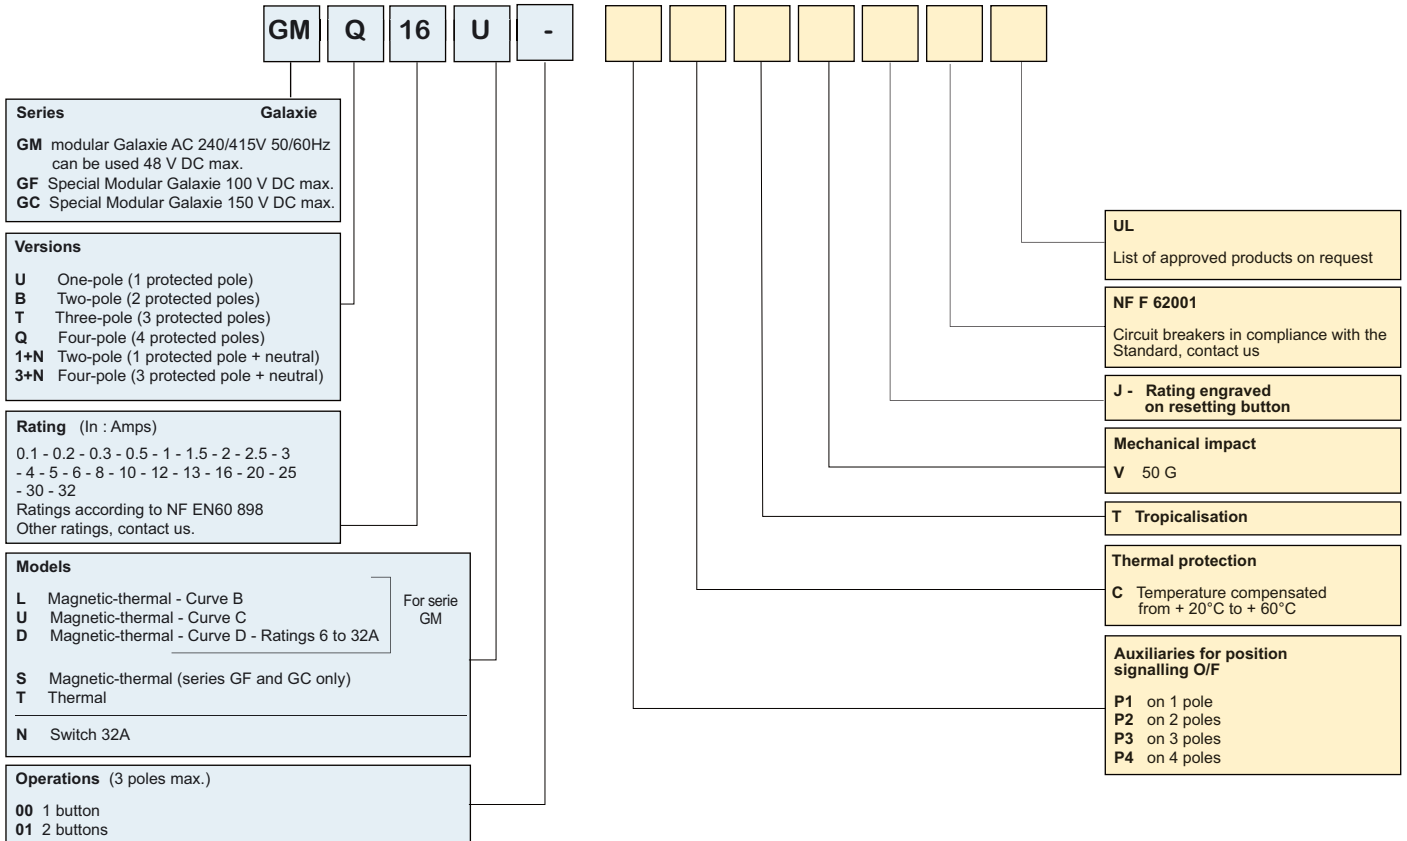 GM Q 16 U -
Series Galaxie
GM modular Galaxie AC 240/415V 50/60Hz
can be used 48 V DC max.
GF Special Modular Galaxie 100 V DC max.
GC Special Modular Galaxie 150 V DC max.
Versions
U One-pole (1 protected pole)
B Two-pole (2 protected poles)
T Three-pole (3 protected poles)
Q Four-pole (4 protected poles)
1+N Two-pole (1 protected pole + neutral)
3+N Four-pole (3 protected pole + neutral)
Rating (In : Amps)
0.1 - 0.2 - 0.3 - 0.5 - 1 - 1.5 - 2 - 2.5 - 3
- 4 - 5 - 6 - 8 - 10 - 12 - 13 - 16 - 20 - 25
- 30 - 32
Ratings according to NF EN60 898
Other ratings, contact us.
Models
L Magnetic-thermal - Curve B
U Magnetic-thermal - Curve C
D Magnetic-thermal - Curve D - Ratings 6 to 32A
For serie
GM
S Magnetic-thermal (series GF and GC only)
T Thermal
N Switch 32A
Operations (3 poles max.)
00 1 button
01 2 buttons
UL
List of approved products on request
NF F 62001
Circuit breakers in compliance with the
Standard, contact us
J - Rating engraved
on resetting button
Mechanical impact
V 50 G
T Tropicalisation
Thermal protection
C Temperature compensated
from + 20°C to + 60°C
Auxiliaries for position
signalling O/F
P1 on 1 pole
P2 on 2 poles
P3 on 3 poles
P4 on 4 poles